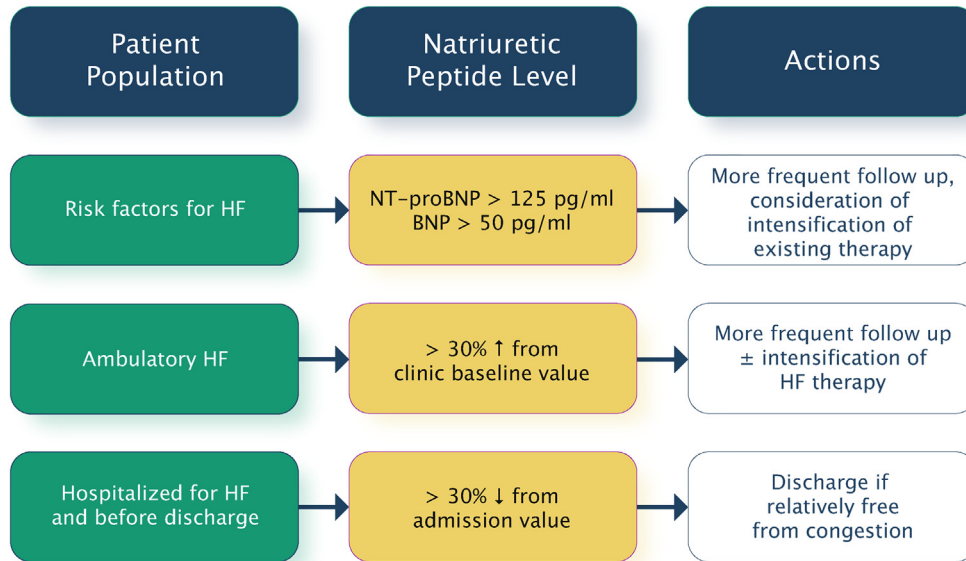 Patient
Population
Natriuretic
Peptide Level
Actions
Risk factors for HF
NT-proBNP > 125 pg/ml
BNP > 50 pg/ml
More frequent follow up,
consideration of
intensification of
existing therapy
Ambulatory HF
> 30% ↑ from
clinic baseline value
More frequent follow up
± intensification of
HF therapy
Hospitalized for HF
and before discharge
> 30% ↓ from
admission value
Discharge if
relatively free
from congestion